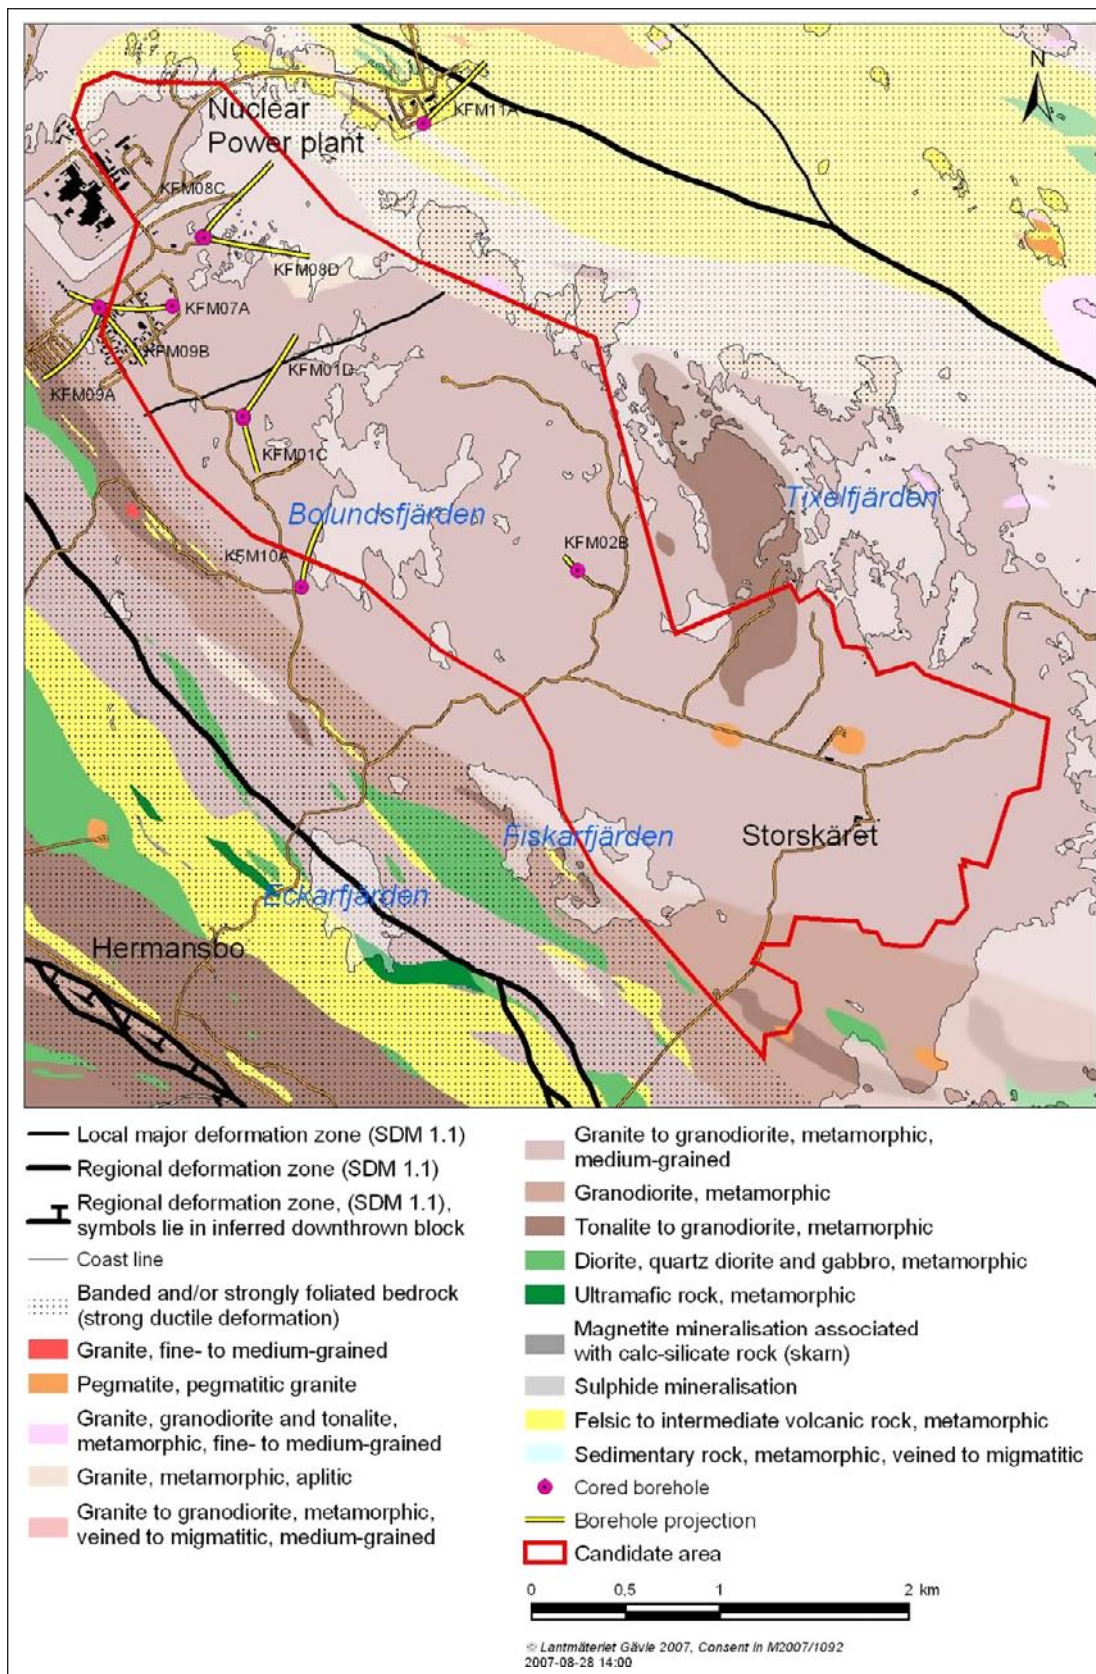 N
Nuclear
Power plant
KFM11A
KFM08C
KFM08D
KFM07A
KFM09B
KFM01D
KFM09A
KFM01C
Bolundsfjärden
Tixelfjärden
KFM10A
KFM02B
Fiskarfjärden
Storskäret
Eckarfjärden
Hermansbo
Local major deformation zone (SDM 1.1)
Regional deformation zone (SDM 1.1)
Regional deformation zone, (SDM 1.1),
symbols lie in inferred downthrown block
Coast line
Banded and/or strongly foliated bedrock
(strong ductile deformation)
Granite, fine- to medium-grained
Pegmatite, pegmatitic granite
Granite, granodiorite and tonalite,
metamorphic, fine- to medium-grained
Granite, metamorphic, aplitic
Granite to granodiorite, metamorphic,
veined to migmatitic, medium-grained
Granite to granodiorite, metamorphic,
medium-grained
Granodiorite, metamorphic
Tonalite to granodiorite, metamorphic
Diorite, quartz diorite and gabbro, metamorphic
Ultramafic rock, metamorphic
Magnetite mineralisation associated
with calc-silicate rock (skarn)
Sulphide mineralisation
Felsic to intermediate volcanic rock, metamorphic
Sedimentary rock, metamorphic, veined to migmatitic
Cored borehole
Borehole projection
Candidate area
0 0,5 1 2 km
© Lantmäteriet Gävle 2007, Consent in M2007/1092
2007-08-28 14:00